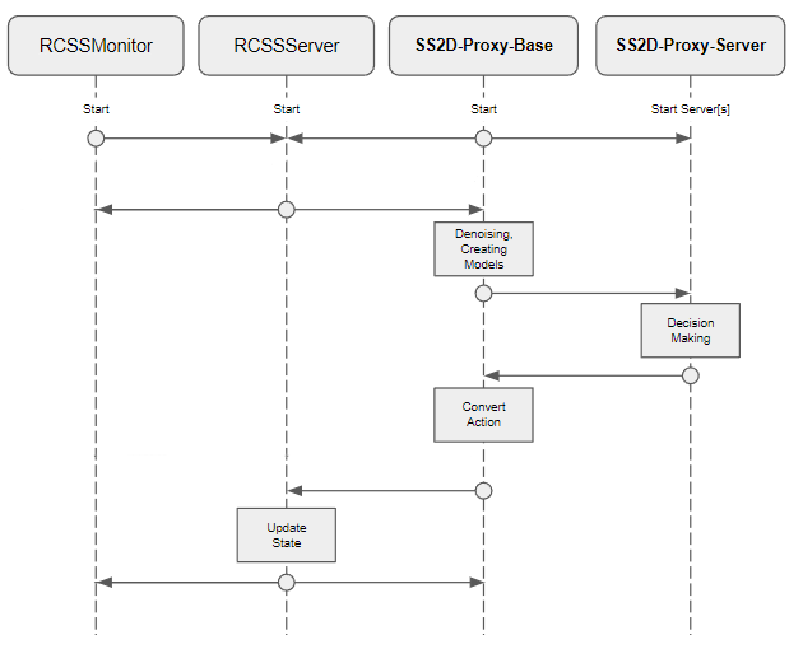 RCSSMonitor
RCSSServer
SS2D-Proxy-Base
SS2D-Proxy-Server
Start
Start
Start
Start Server[s]
Denoising,
Creating
Models
Decision
Making
Convert
Action
Update
State